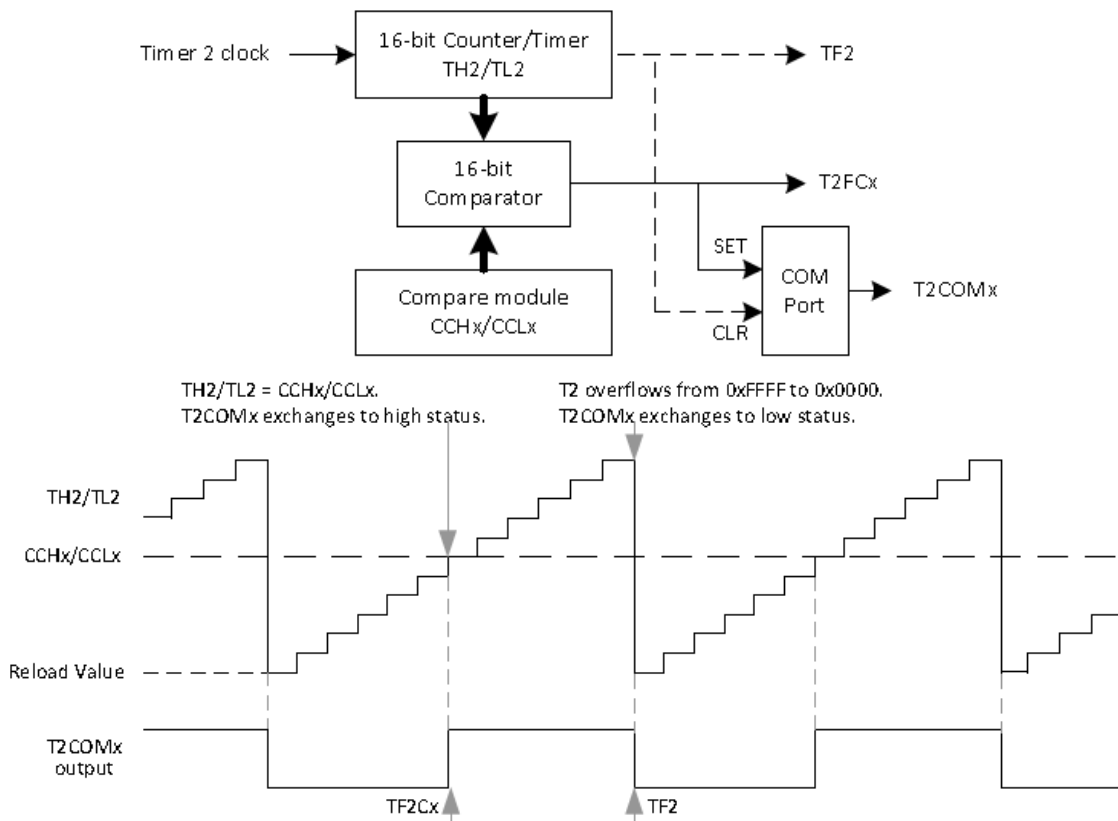 Timer 2 clock
16-bit Counter/Timer
TH2/TL2
TF2
16-bit
Comparator
T2FCx
SET
COM
Port
T2COMx
Compare module
CCHx/CCLx
CLR
TH2/TL2 = CCHx/CCLx.
T2COMx exchanges to high status.
T2 overflows from 0xFFFF to 0x0000.
T2COMx exchanges to low status.
TH2/TL2
CCHx/CCLx
Reload Value
T2COMx
output
TF2Cx
TF2